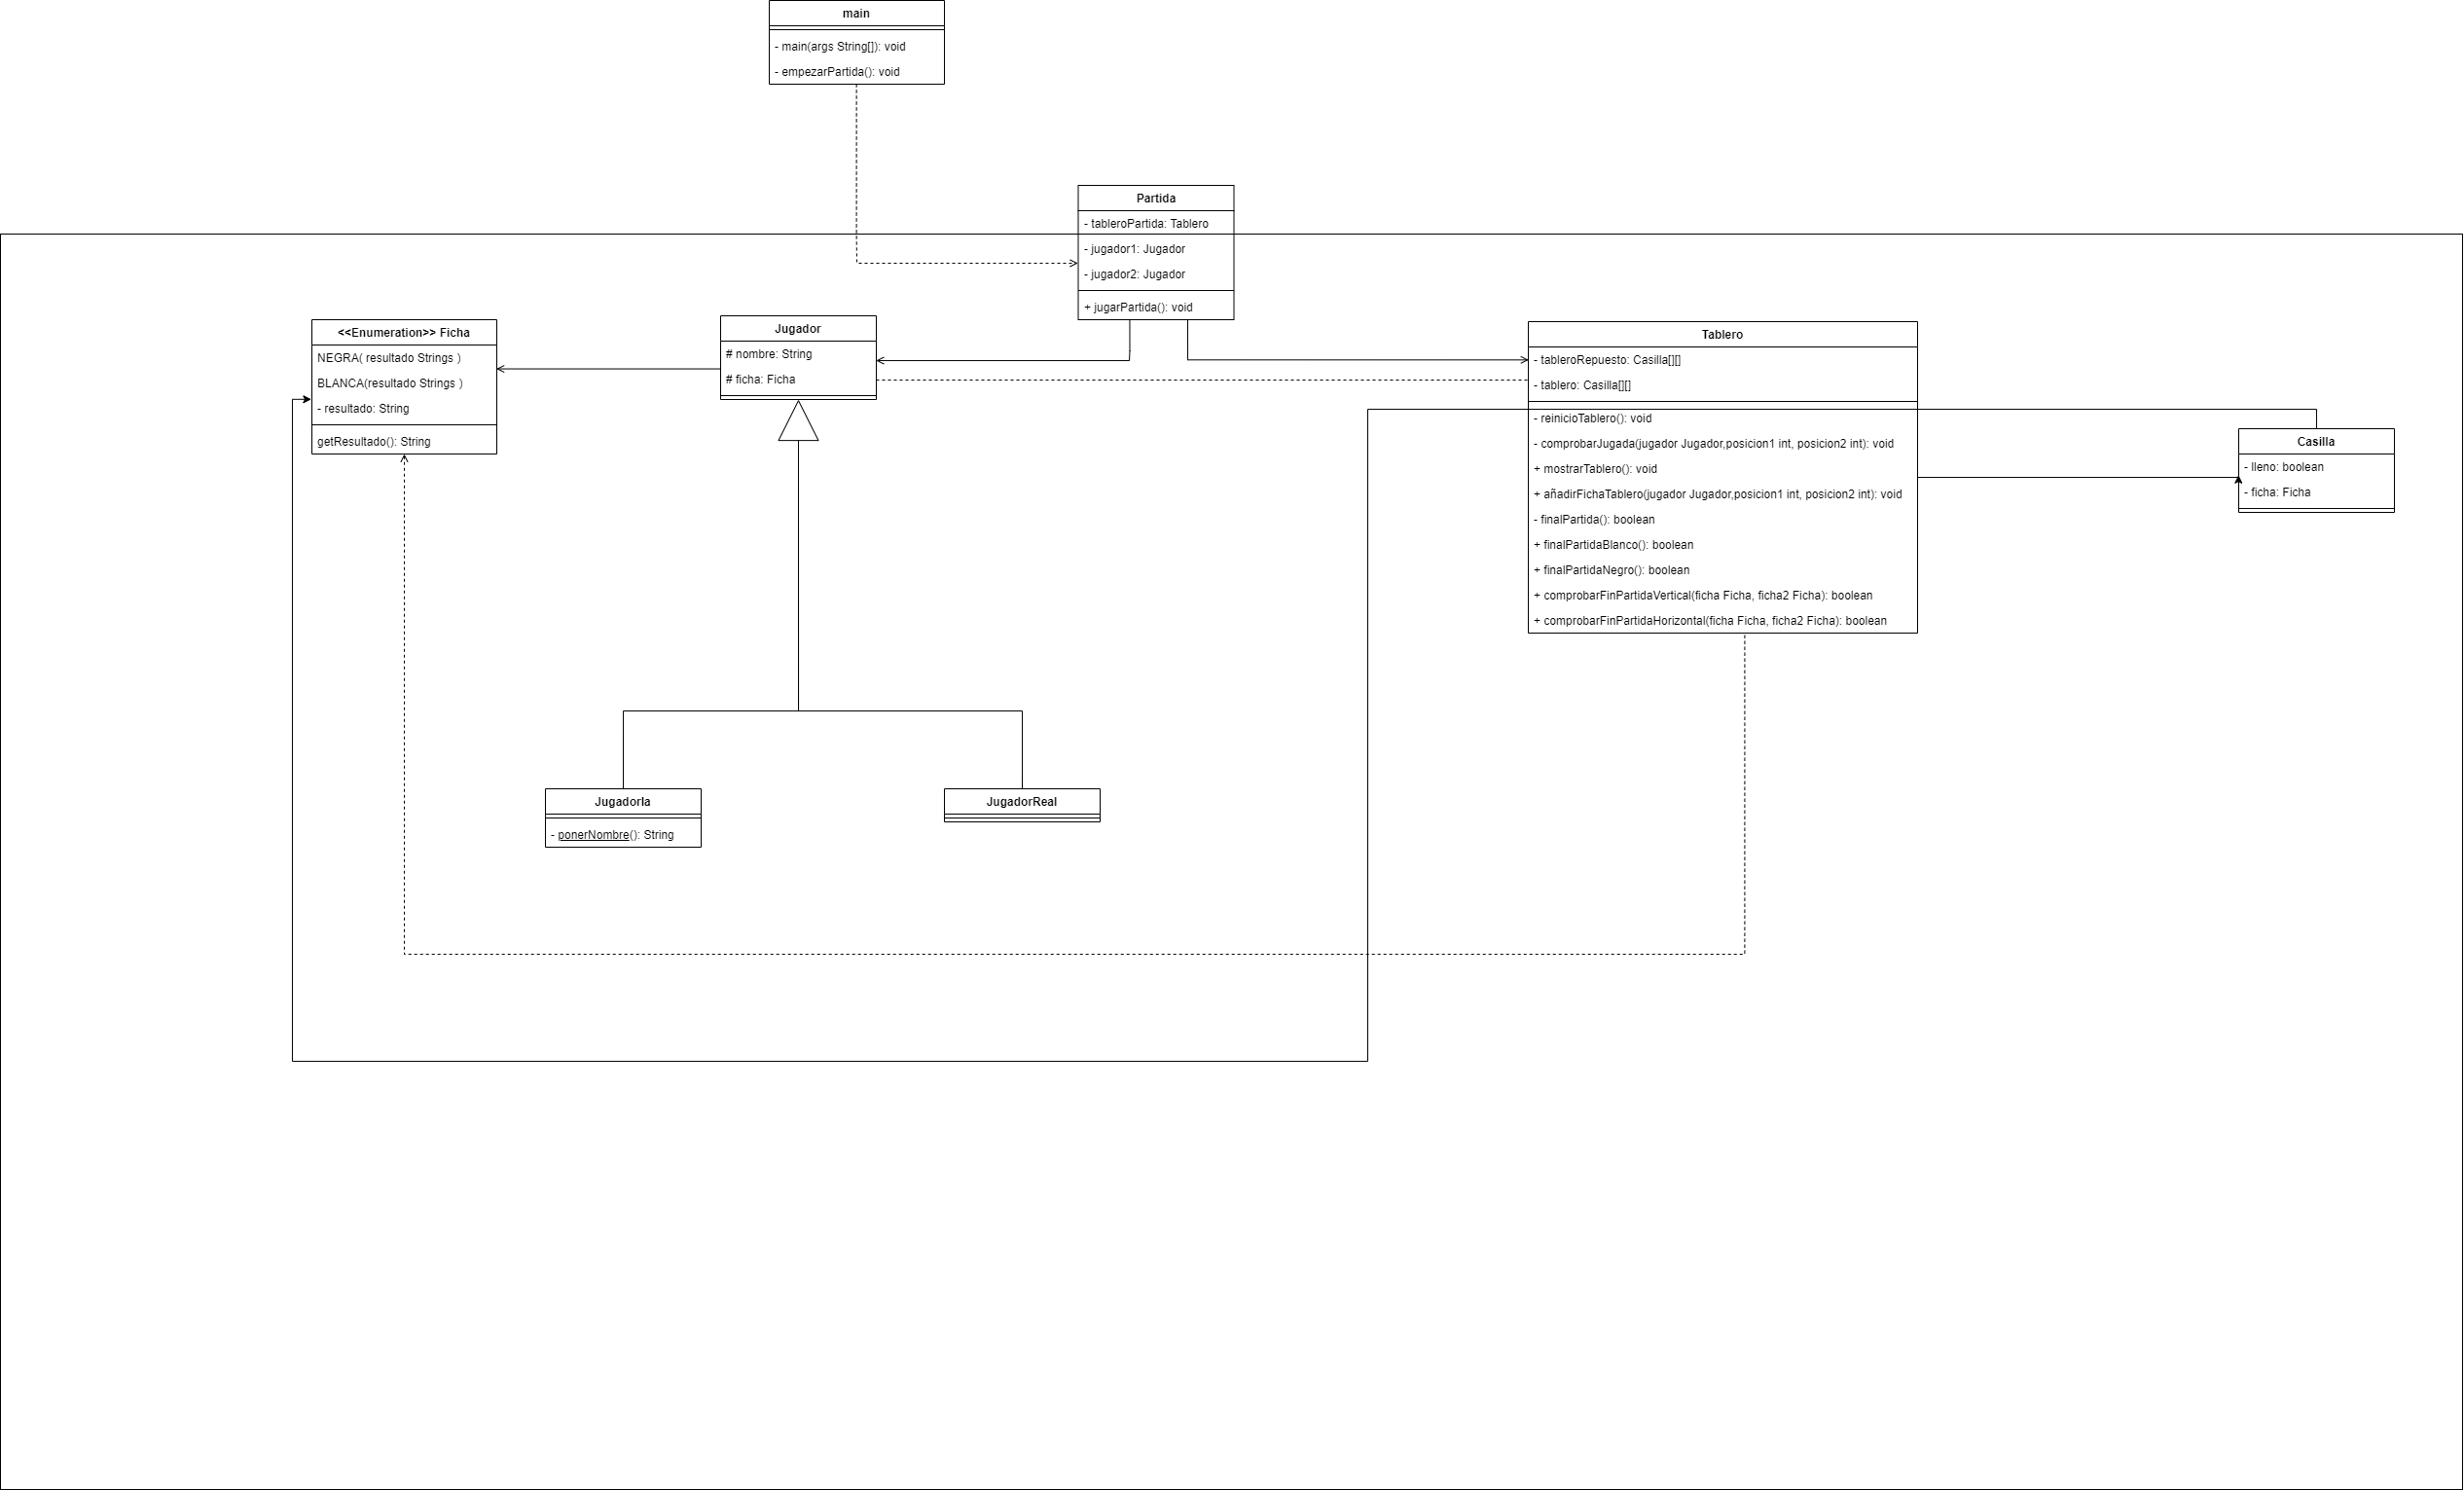 main
- main(args String[]): void
- empezarPartida(): void
Partida
- tableroPartida: Tablero
- jugador1: Jugador
- jugador2: Jugador
+ jugarPartida(): void
<<Enumeration>> Ficha
NEGRA( resultado Strings )
BLANCA(resultado Strings )
- resultado: String
getResultado(): String
Jugador
# nombre: String
# ficha: Ficha
Tablero
- tableroRepuesto: Casilla[][]
- tablero: Casilla[][]
- reinicioTablero(): void
- comprobarJugada(jugador Jugador,posicion1 int, posicion2 int): void
+ mostrarTablero(): void
+ añadirFichaTablero(jugador Jugador,posicion1 int, posicion2 int): void
- finalPartida(): boolean
+ finalPartidaBlanco(): boolean
+ finalPartidaNegro(): boolean
+ comprobarFinPartidaVertical(ficha Ficha, ficha2 Ficha): boolean
+ comprobarFinPartidaHorizontal(ficha Ficha, ficha2 Ficha): boolean
Casilla
- lleno: boolean
- ficha: Ficha
JugadorIa
- ponerNombre(): String
JugadorReal